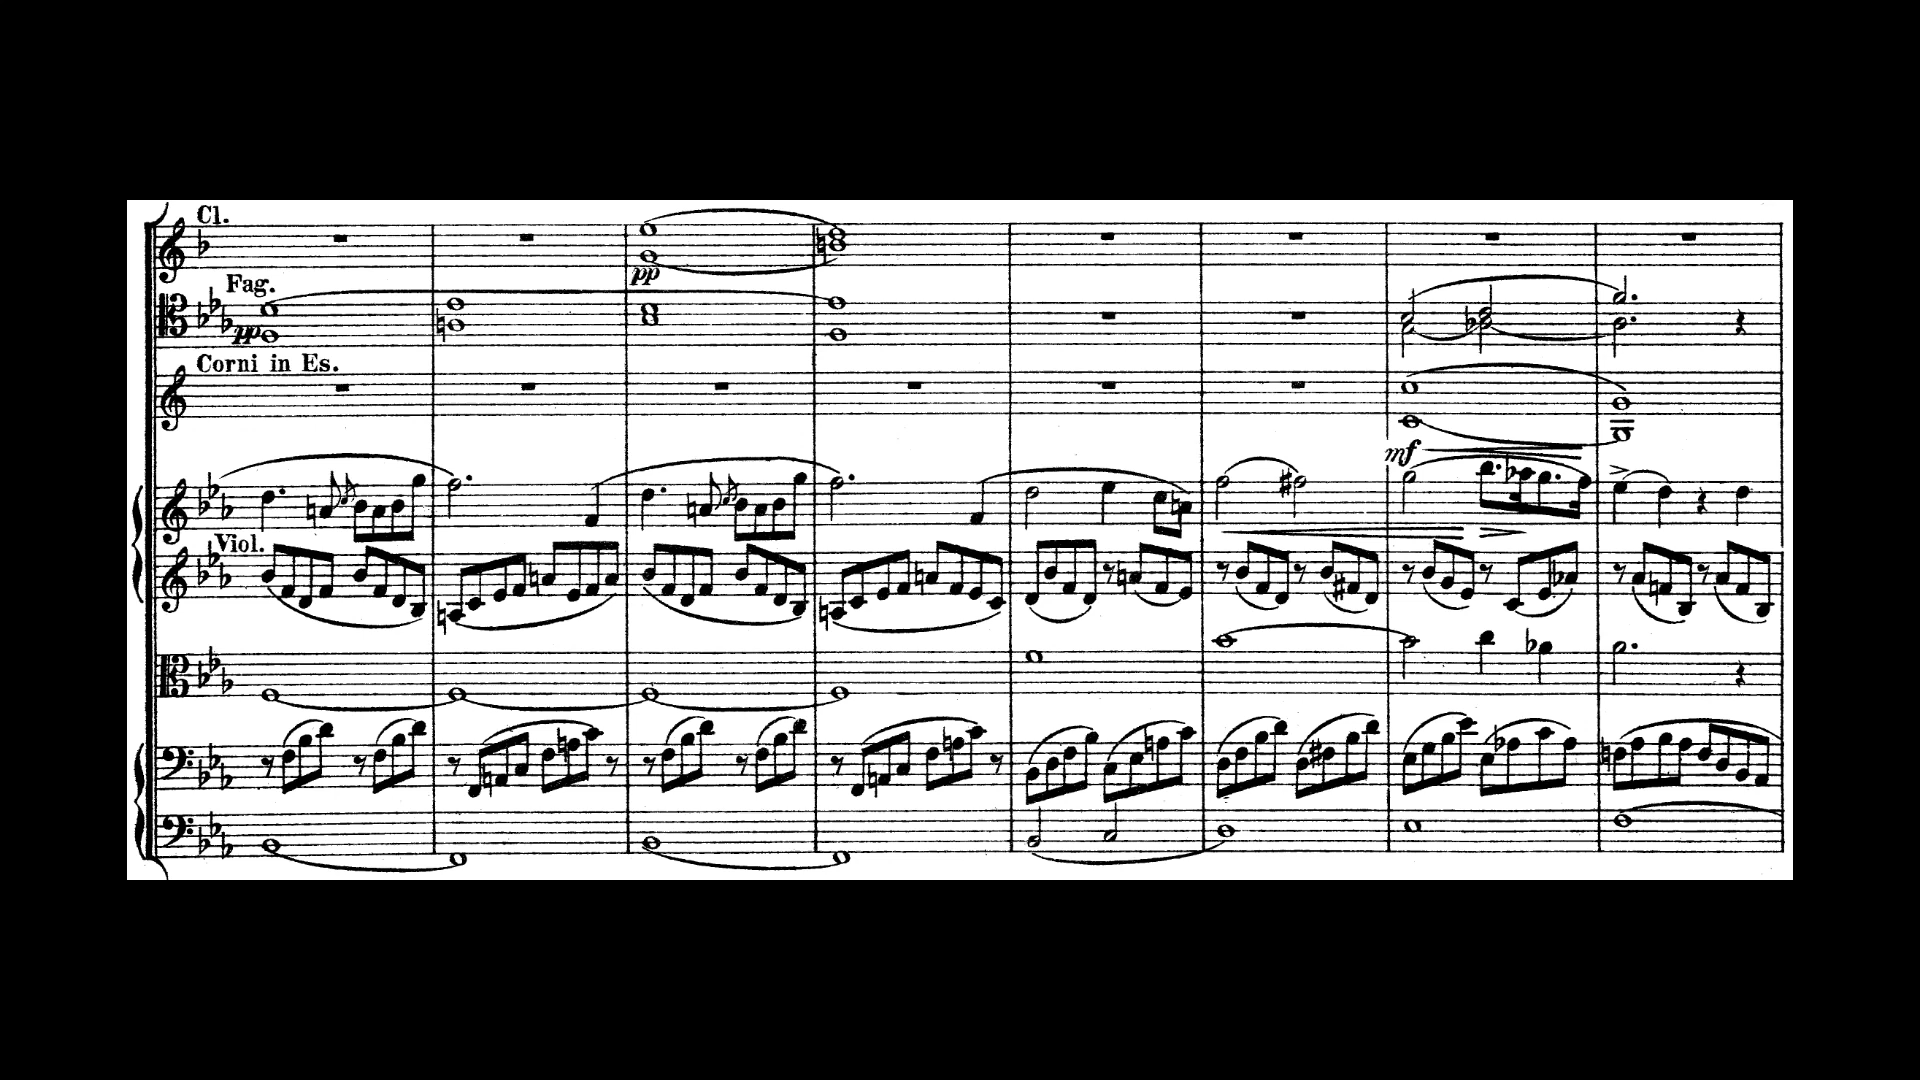 Cl.
Fag.
pp
pp
Corni in Es.
mf
Viol.